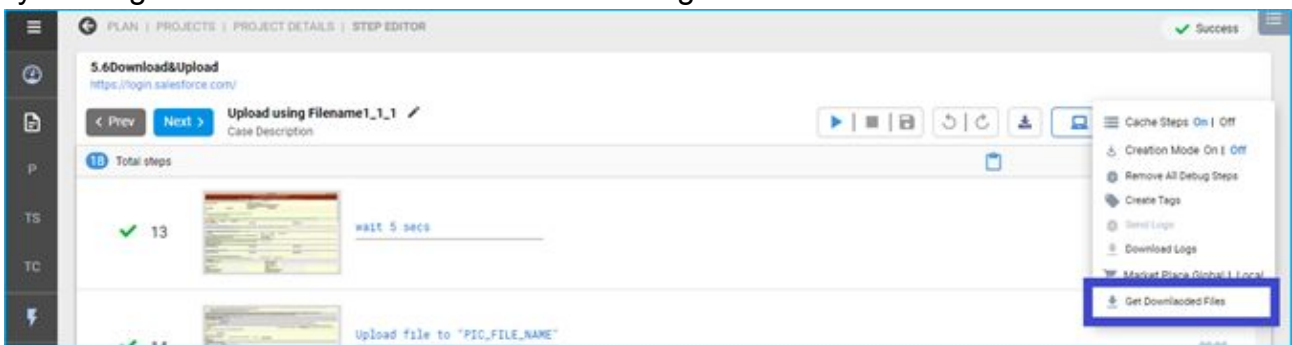 PLAN | PROJECTS | PROJECT DETAILS | STEP EDITOR
Success
5.6Download&Upload
https://login.salesforce.com/
< Prev Next > Upload using Filename1_1_1
Case Description
18 Total steps
Cache Steps On | Off
Creation Mode On | Off
Remove All Debug Steps
Create Tags
Send Logs
Download Logs
Market Place Global | Local
Get Downlaoded Files
P
TS
TC
13 wait 5 secs
14 Upload file to "PIC_FILE_NAME"